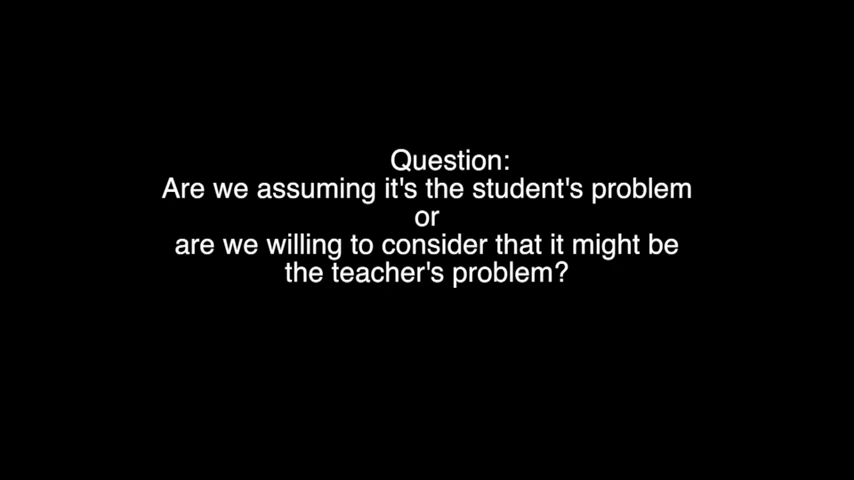 Question:
Are we assuming it's the student's problem
or
are we willing to consider that it might be
the teacher's problem?